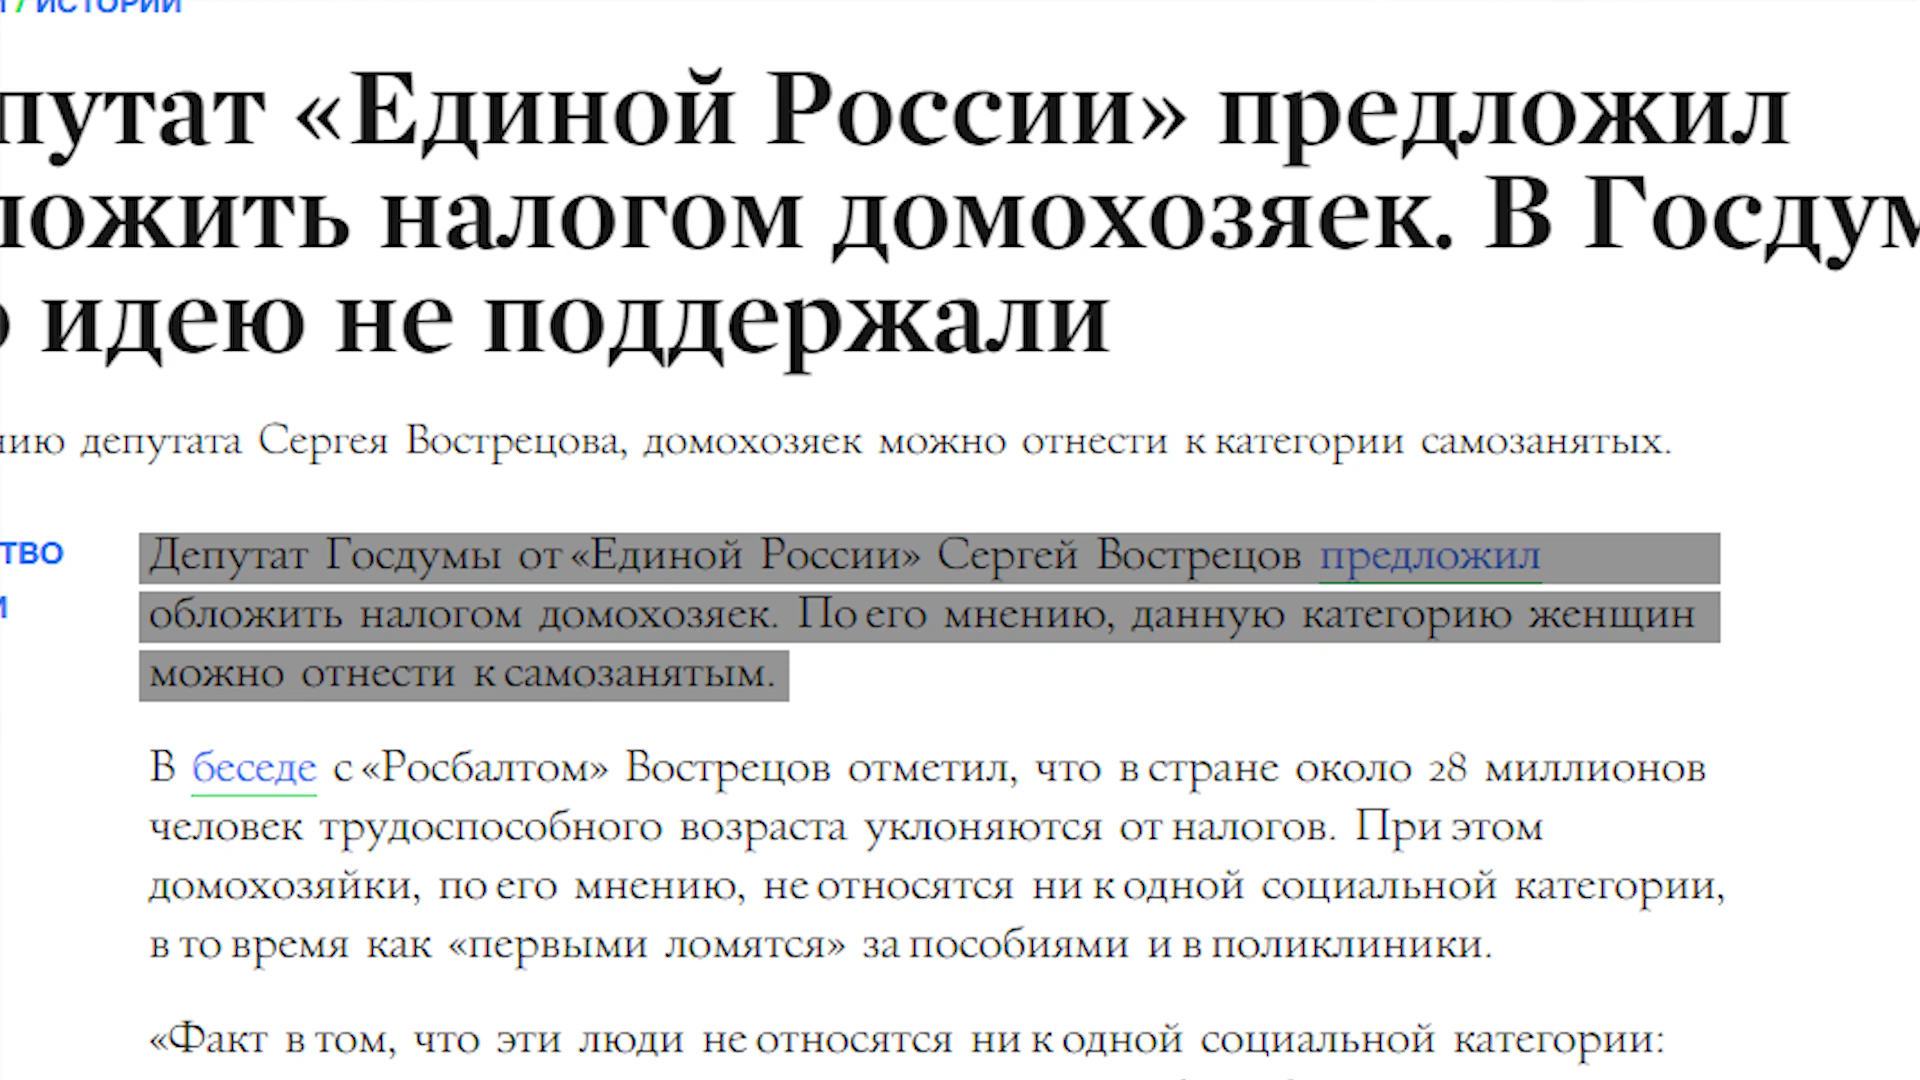 / ИСТОРИИ
путат «Единой России» предложил
ложить налогом домохозяек. В Госдум
идею не поддержали
нию депутата Сергея Вострецова, домохозяек можно отнести к категории самозанятых.
ТВО
Депутат Госдумы от «Единой России» Сергей Вострецов предложил
обложить налогом домохозяек. По его мнению, данную категорию женщин
можно отнести к самозанятым.
В беседе с «Росбалтом» Вострецов отметил, что в стране около 28 миллионов
человек трудоспособного возраста уклоняются от налогов. При этом
домохозяйки, по его мнению, не относятся ни к одной социальной категории,
в то время как «первыми ломятся» за пособиями и в поликлиники.
«Факт в том, что эти люди не относятся ни к одной социальной категории: